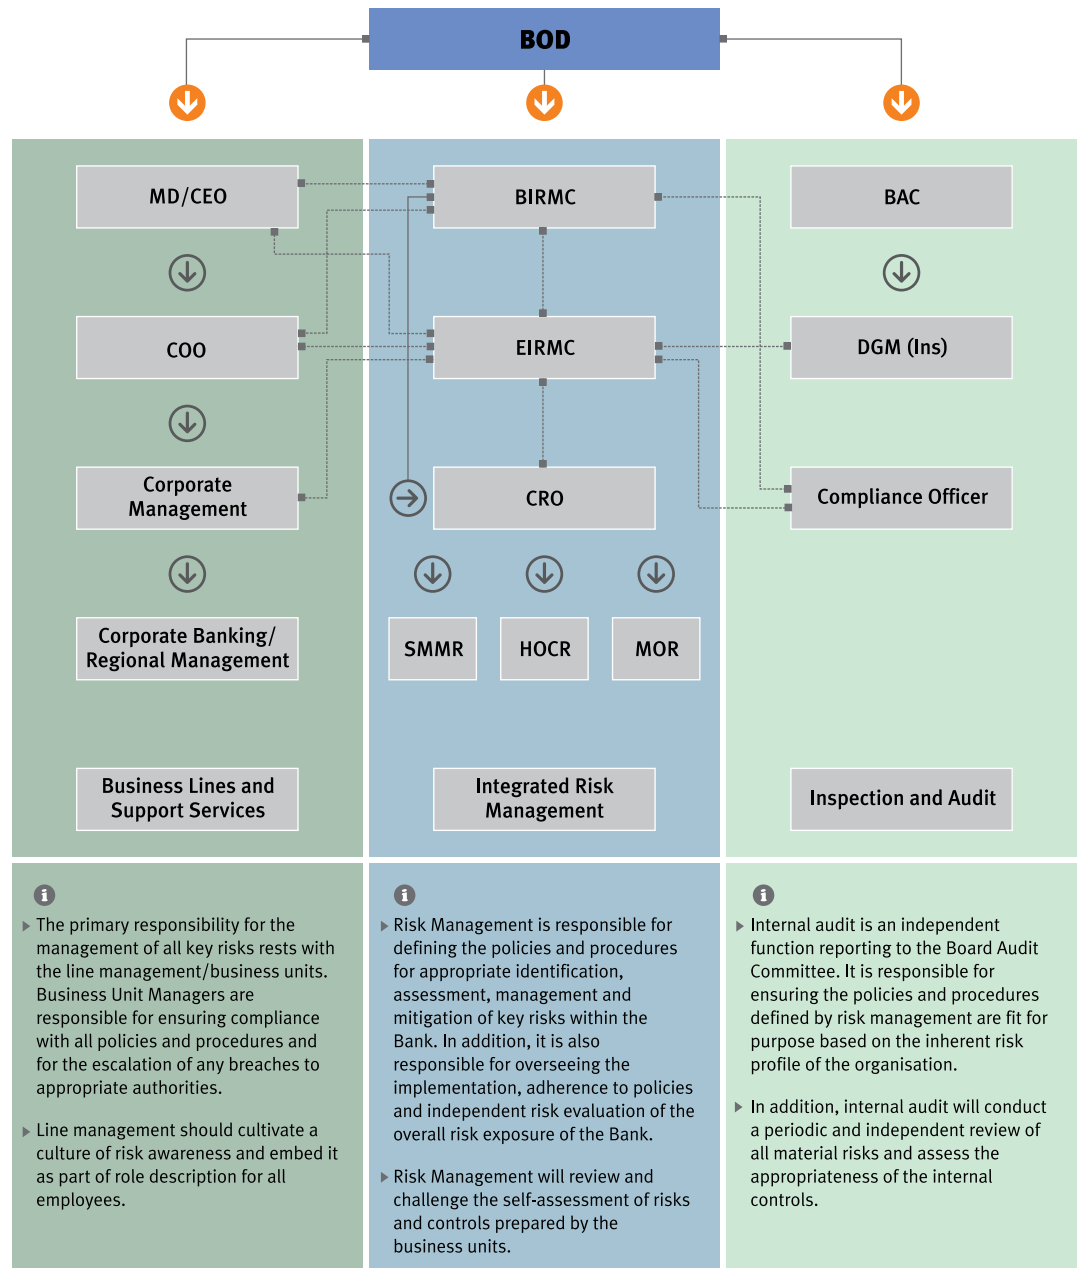 BOD
MD/CEO
COO
Corporate
Management
Corporate Banking/
Regional Management
Business Lines and
Support Services
BIRMC
EIRMC
CRO
SMMR
HOCR
MOR
Integrated Risk
Management
BAC
DGM (Ins)
Compliance Officer
Inspection and Audit
The primary responsibility for the
management of all key risks rests with
the line management/business units.
Business Unit Managers are
responsible for ensuring compliance
with all policies and procedures and
for the escalation of any breaches to
appropriate authorities.
Line management should cultivate a
culture of risk awareness and embed it
as part of role description for all
employees.
Risk Management is responsible for
defining the policies and procedures
for appropriate identification,
assessment, management and
mitigation of key risks within the
Bank. In addition, it is also
responsible for overseeing the
implementation, adherence to policies
and independent risk evaluation of the
overall risk exposure of the Bank.
Risk Management will review and
challenge the self-assessment of risks
and controls prepared by the
business units.
Internal audit is an independent
function reporting to the Board Audit
Committee. It is responsible for
ensuring the policies and procedures
defined by risk management are fit for
purpose based on the inherent risk
profile of the organisation.
In addition, internal audit will conduct
a periodic and independent review of
all material risks and assess the
appropriateness of the internal
controls.